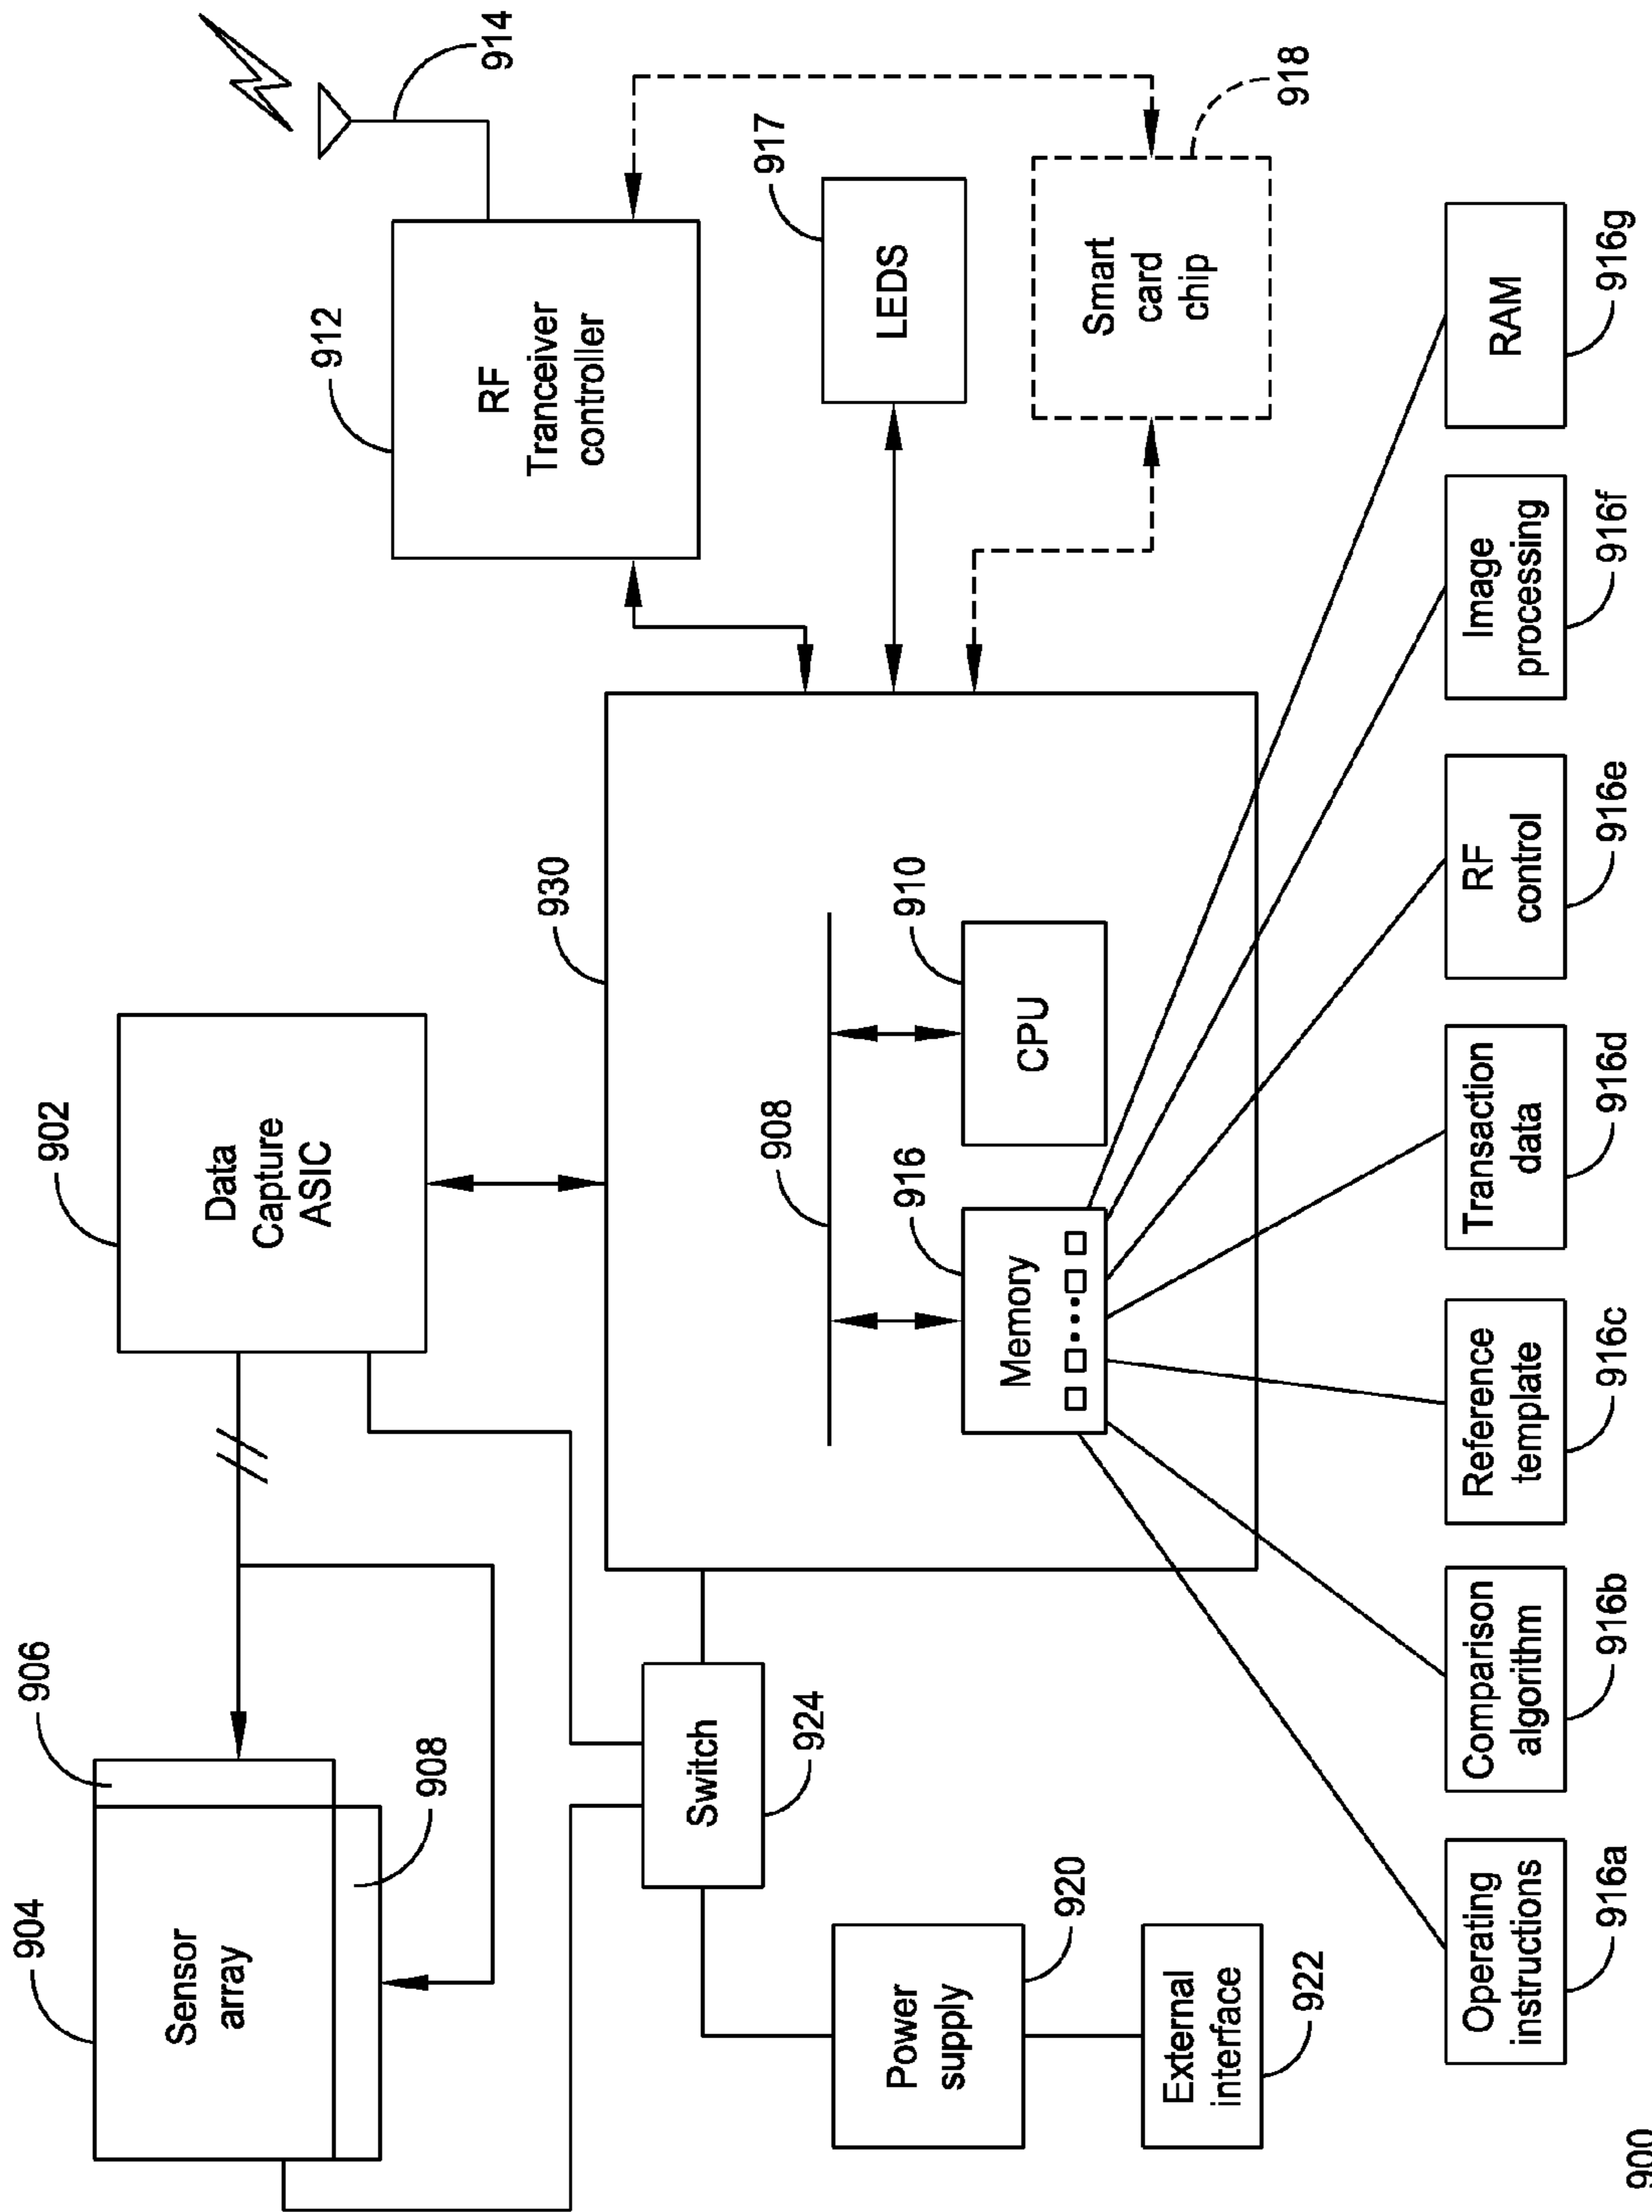 904
Sensor
array
906
908
902
Data
Capture
ASIC
912
RF
Tranceiver
controller
914
930
908
916
Memory
910
CPU
917
LEDS
Smart
card
chip
918
Switch
924
Power
supply
920
External
interface
922
Operating
instructions
916a
Comparison
algorithm
916b
Reference
template
916c
Transaction
data
916d
RF
control
916e
Image
processing
916f
RAM
916g
900